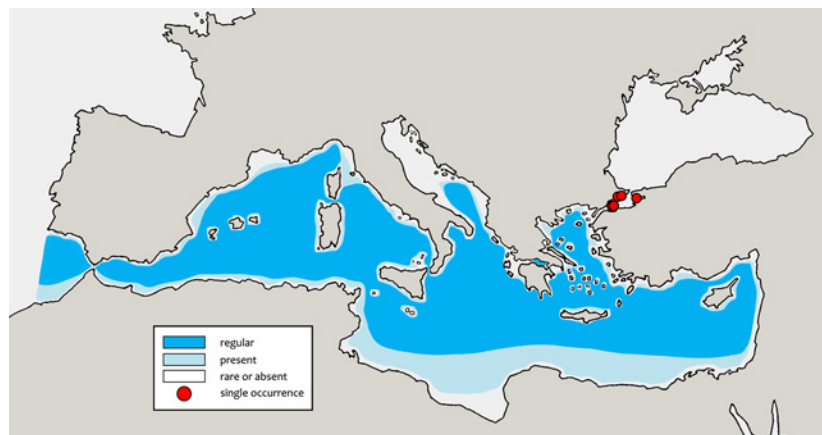 regular
present
rare or absent
single occurrence